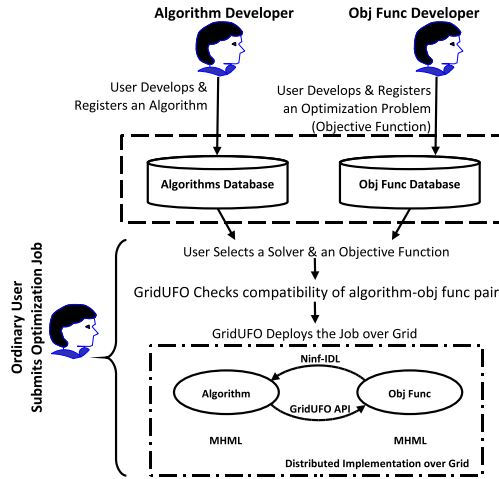 Algorithm Developer
Obj Func Developer
User Develops &
Registers an Algorithm
User Develops & Registers
an Optimization Problem
(Objective Function)
Algorithms Database
Obj Func Database
User Selects a Solver & an Objective Function
GridUFO Checks compatibility of algorithm-obj func pair
GridUFO Deploys the Job over Grid
Ordinary User
Submits Optimization Job
Ninf-IDL
Algorithm
Obj Func
GridUFO API
MHML
MHML
Distributed Implementation over Grid